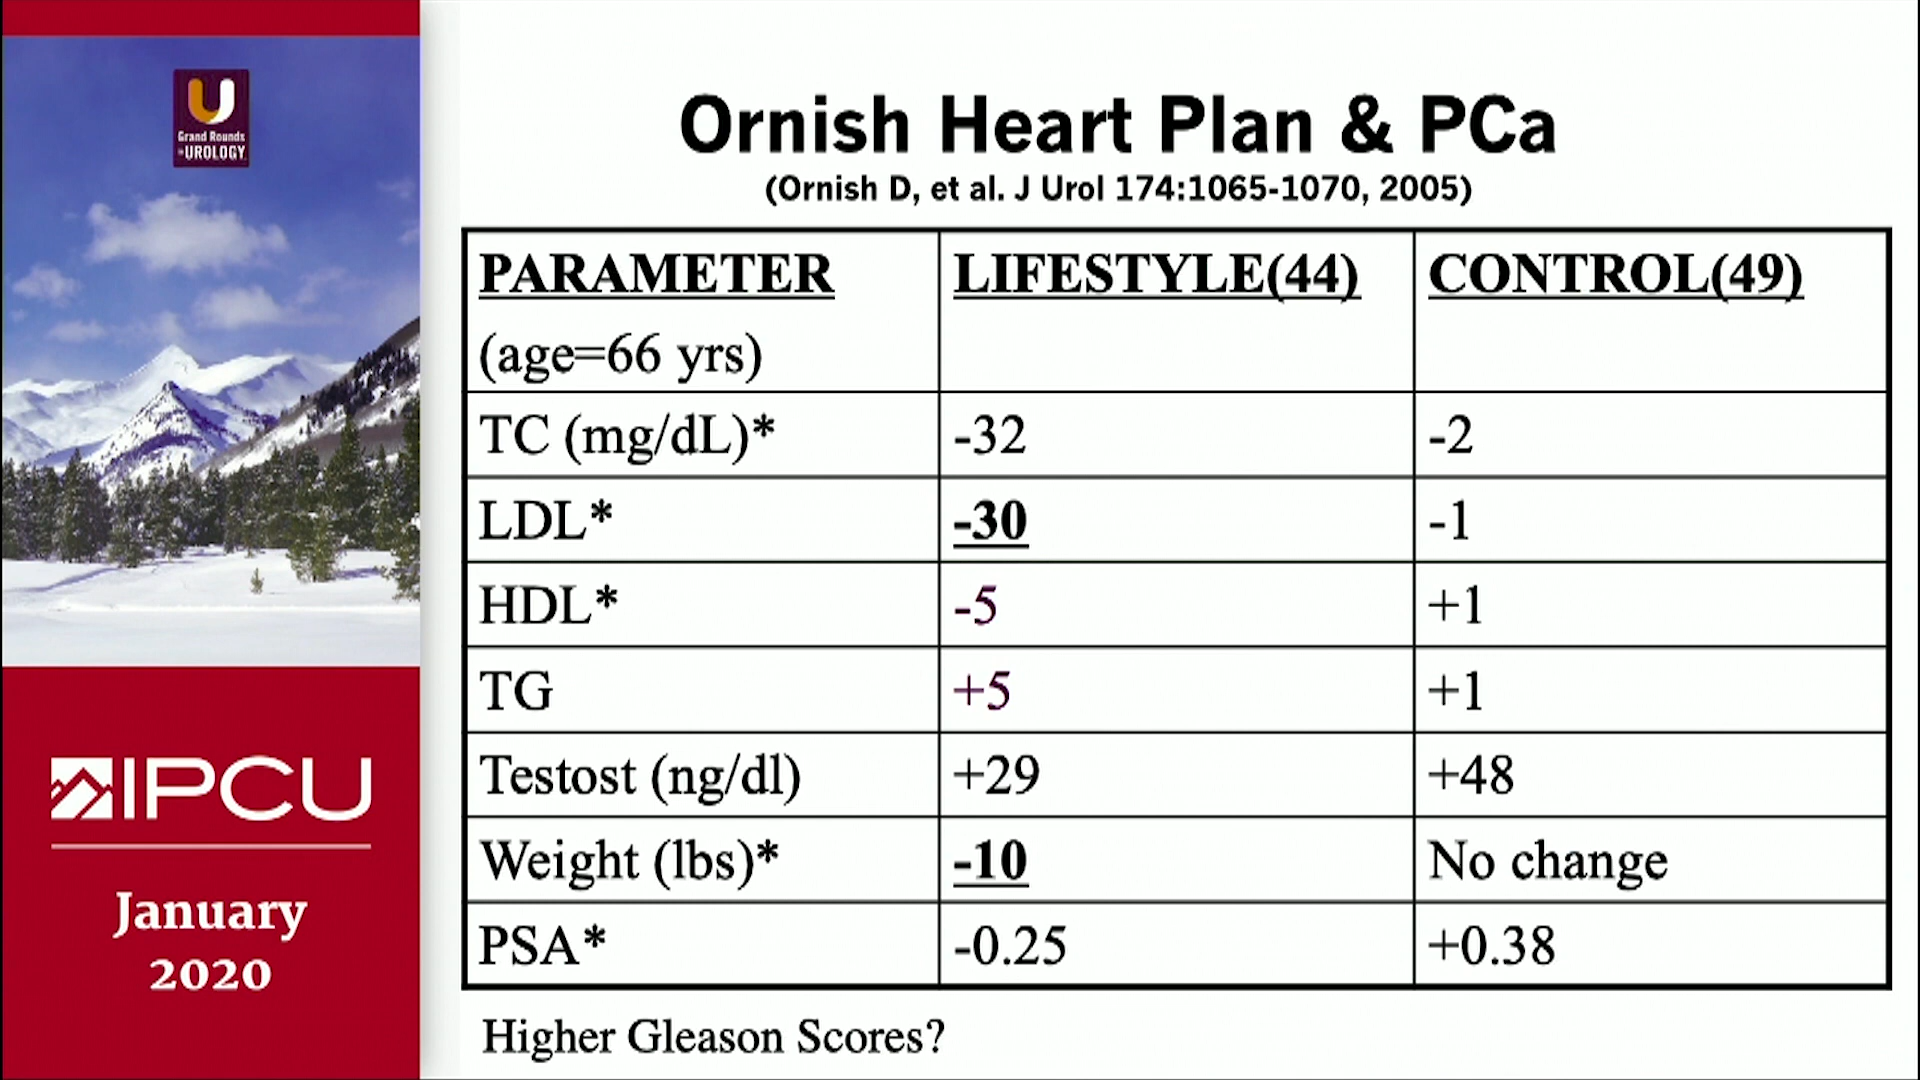 Grand Rounds
in UROLOGY
IPCU
January
2020
Ornish Heart Plan & PCa
(Ornish D, et al. J Urol 174:1065-1070, 2005)
PARAMETER LIFESTYLE(44) CONTROL(49)
(age=66 yrs)
TC (mg/dL)* -32 -2
LDL* -30 -1
HDL* -5 +1
TG +5 +1
Testost (ng/dl) +29 +48
Weight (lbs)* -10 No change
PSA* -0.25 +0.38
Higher Gleason Scores?